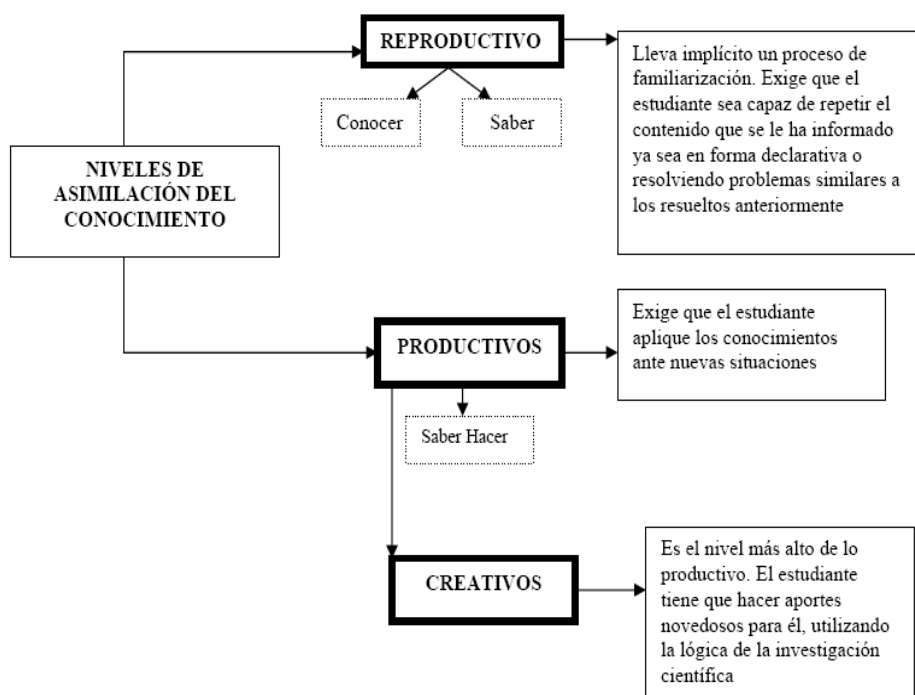 REPRODUCTIVO
Conocer
Saber
Lleva implícito un proceso de
familiarización. Exige que el
estudiante sea capaz de repetir el
contenido que se le ha informado
ya sea en forma declarativa o
resolviendo problemas similares a
los resueltos anteriormente
NIVELES DE
ASIMILACIÓN DEL
CONOCIMIENTO
PRODUCTIVOS
Saber Hacer
Exige que el estudiante
aplique los conocimientos
ante nuevas situaciones
CREATIVOS
Es el nivel más alto de lo
productivo. El estudiante
tiene que hacer aportes
novedosos para él, utilizando
la lógica de la investigación
científica